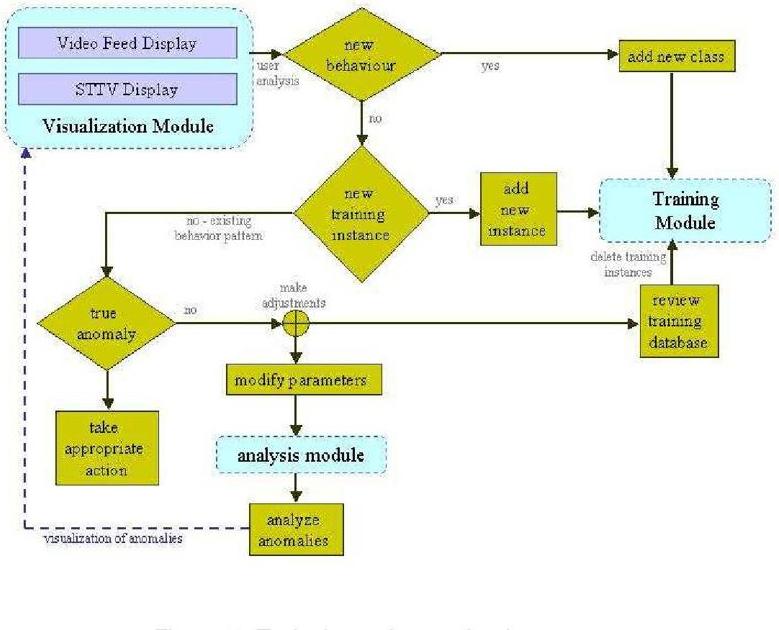 Video Feed Display
STTV Display
Visualization Module
user
analysis
new
behaviour
yes
add new class
no
new
training
instance
yes
add
new
instance
Training
Module
no - existing
behavior pattern
delete training
instances
true
anomaly
no
make
adjustments
review
training
database
modify parameters
take
appropriate
action
analysis module
analyze
anomalies
visualization of anomalies